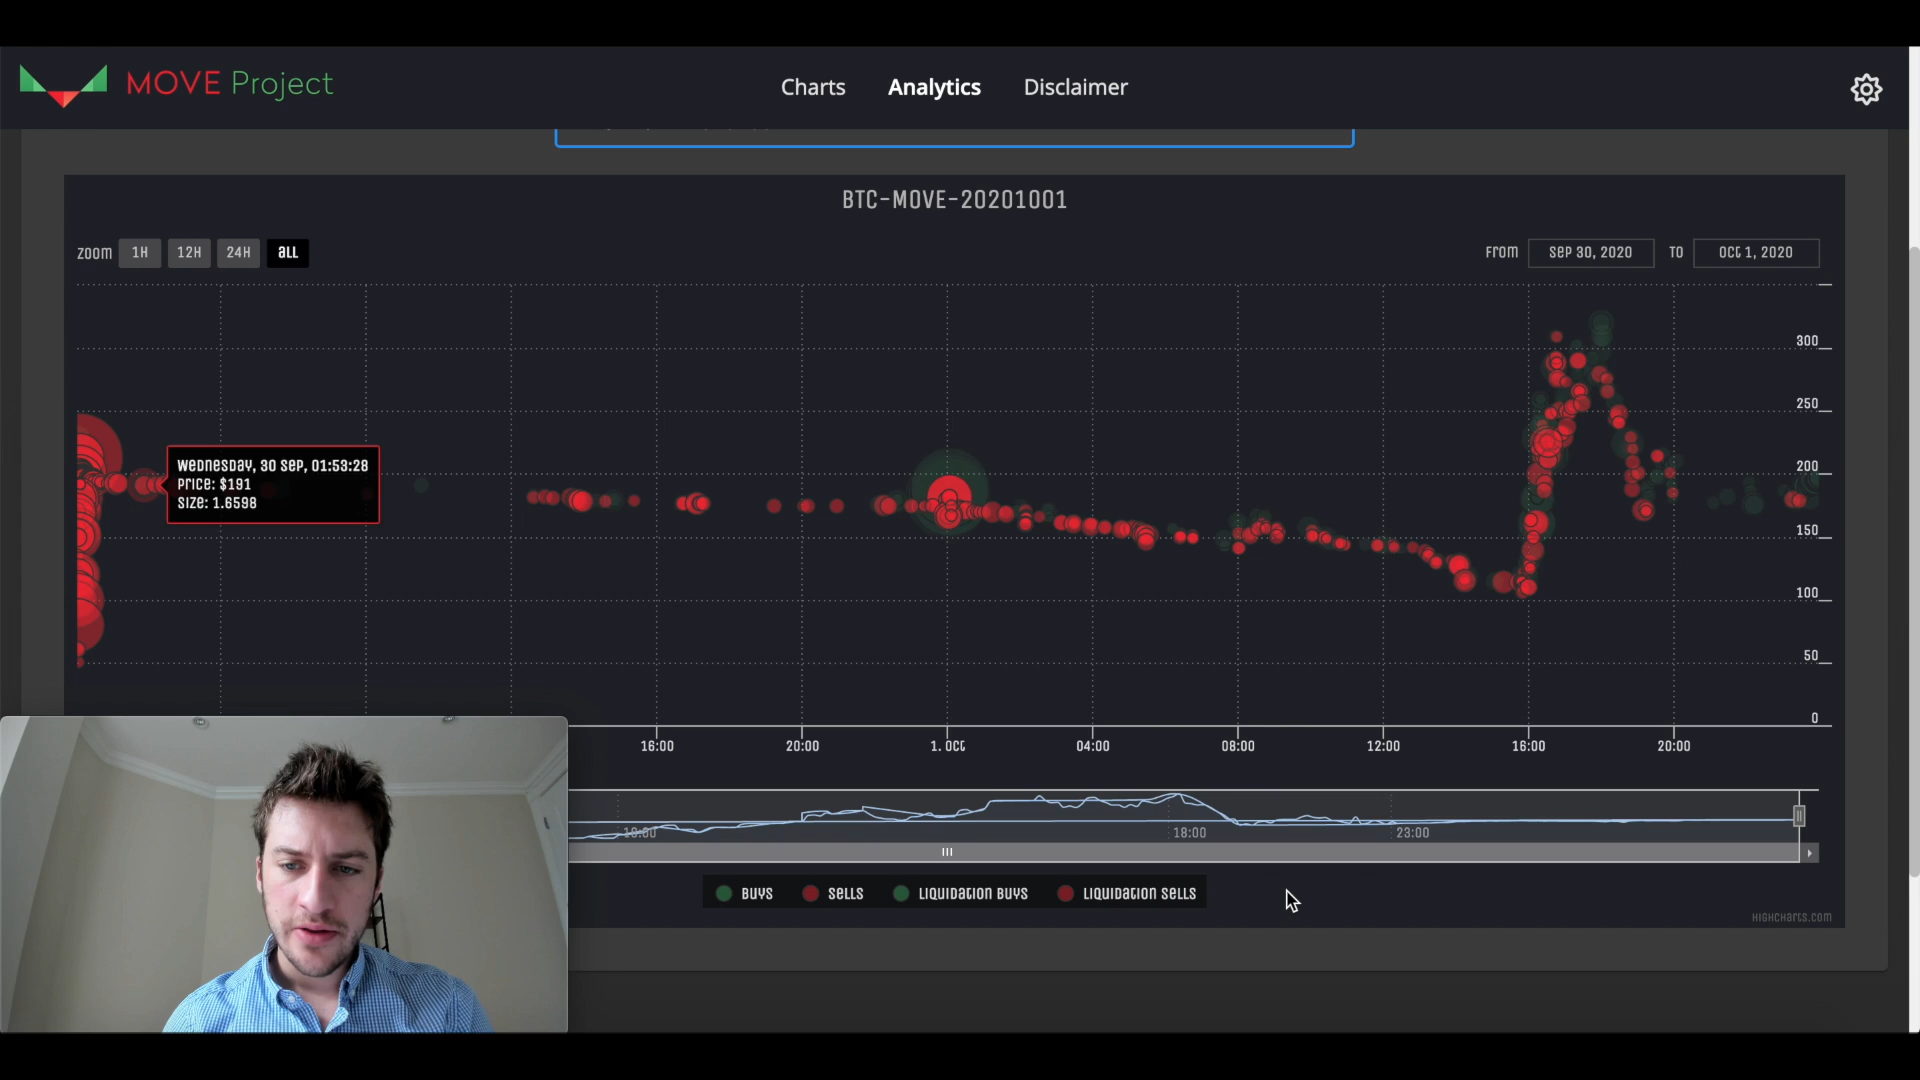 MOVE Project
Charts Analytics Disclaimer
BTC-MOVE-20201001
zoom 1H 12H 24H all
From Sep 30, 2020 To Oct 1, 2020
300
250
200
150
100
50
0
Wednesday, 30 Sep, 01:53:28
Price: $191
Size: 1.6598
16:00 20:00 1. Oct 04:00 08:00 12:00 16:00 20:00
18:00 23:00
Buys Sells Liquidation Buys Liquidation Sells
Highcharts.com